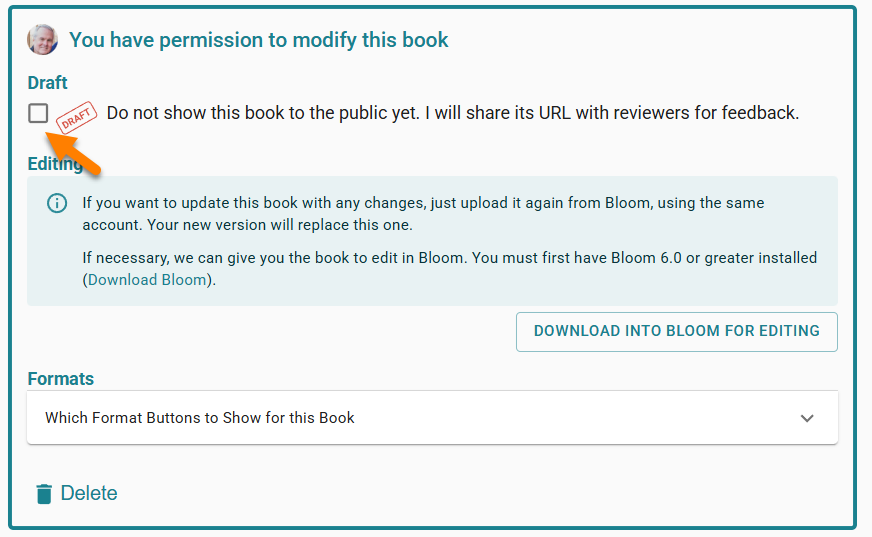 You have permission to modify this book
Draft
DRAFT Do not show this book to the public yet. I will share its URL with reviewers for feedback.
Editing
If you want to update this book with any changes, just upload it again from Bloom, using the same
account. Your new version will replace this one.
If necessary, we can give you the book to edit in Bloom. You must first have Bloom 6.0 or greater installed
(Download Bloom).
DOWNLOAD INTO BLOOM FOR EDITING
Formats
Which Format Buttons to Show for this Book
Delete